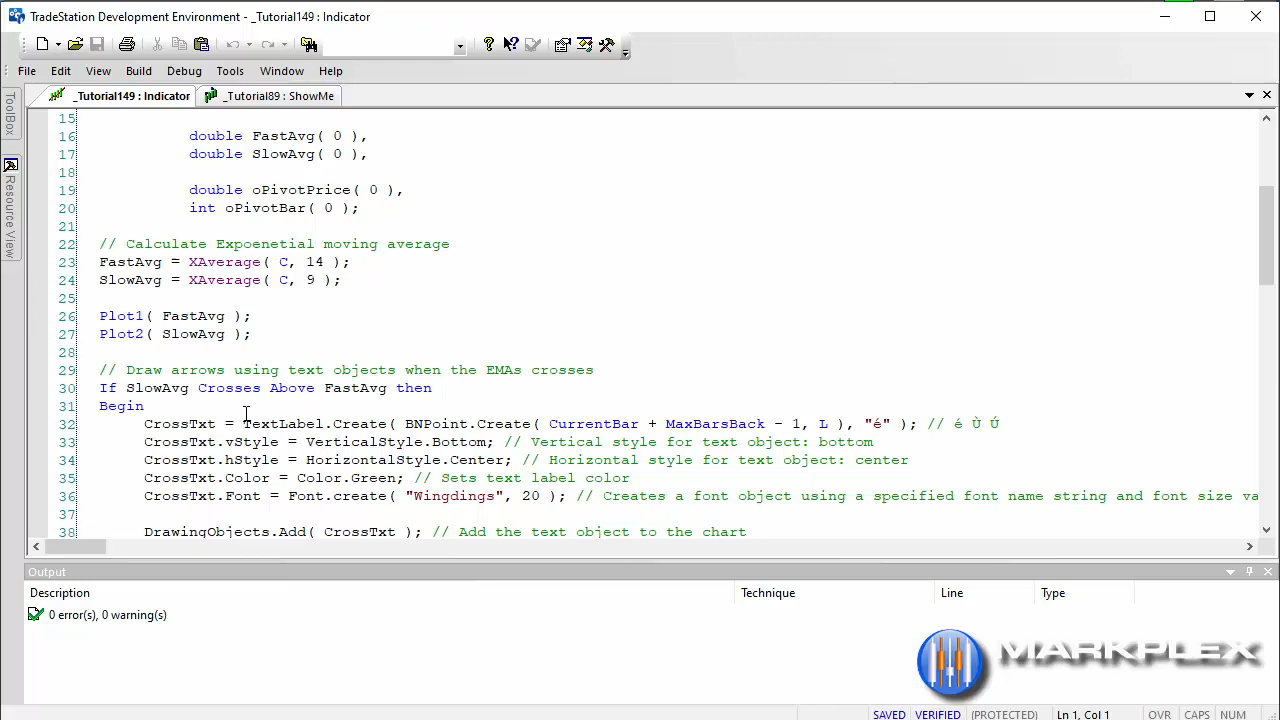 TradeStation Development Environment - _Tutorial149 : Indicator
File Edit View Build Debug Tools Window Help
_Tutorial149 : Indicator _Tutorial89 : ShowMe
ToolBox
Resource View
15
16 double FastAvg( 0 ),
17 double SlowAvg( 0 ),
18
19 double oPivotPrice( 0 ),
20 int oPivotBar( 0 );
21
22 // Calculate Expoenetial moving average
23 FastAvg = XAverage( C, 14 );
24 SlowAvg = XAverage( C, 9 );
25
26 Plot1( FastAvg );
27 Plot2( SlowAvg );
28
29 // Draw arrows using text objects when the EMAs crosses
30 If SlowAvg Crosses Above FastAvg then
31 Begin
32 CrossTxt = TextLabel.Create( BNPoint.Create( CurrentBar + MaxBarsBack - 1, L ), "é" ); // é Ù Ú
33 CrossTxt.vStyle = VerticalStyle.Bottom; // Vertical style for text object: bottom
34 CrossTxt.hStyle = HorizontalStyle.Center; // Horizontal style for text object: center
35 CrossTxt.Color = Color.Green; // Sets text label color
36 CrossTxt.Font = Font.create( "Wingdings", 20 ); // Creates a font object using a specified font name string and font size va
37
38 DrawingObjects.Add( CrossTxt ); // Add the text object to the chart
Output
Description Technique Line Type
0 error(s), 0 warning(s)
MARKPLEX
SAVED VERIFIED (PROTECTED) Ln 1, Col 1 OVR CAPS NUM